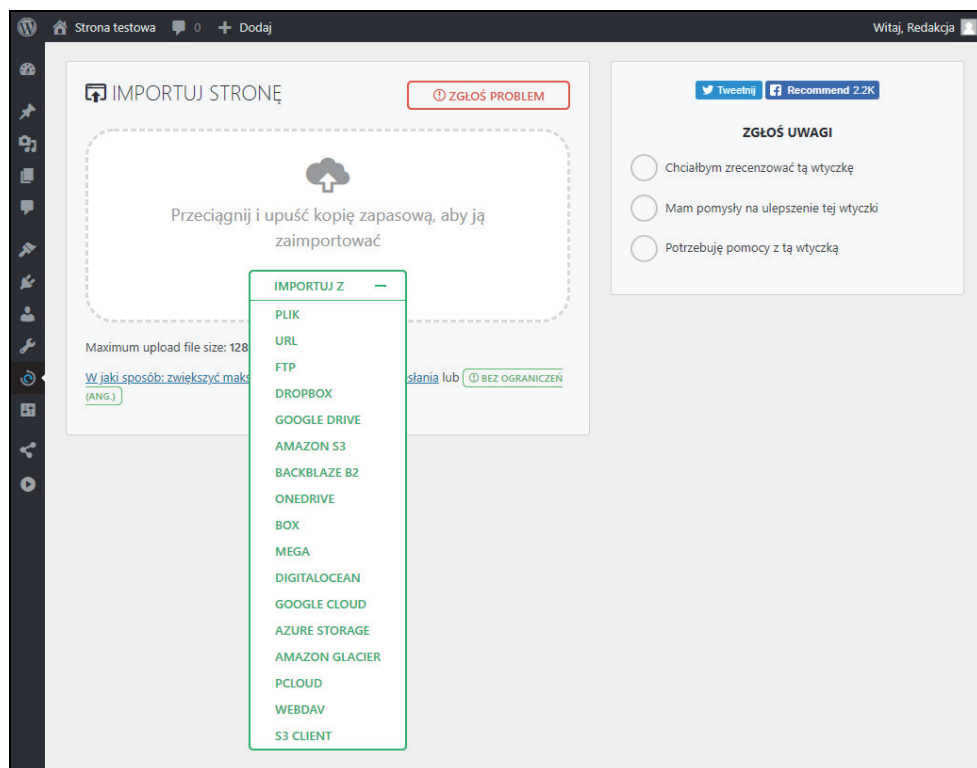 Strona testowa 0 Dodaj
Witaj, Redakcja
IMPORTUJ STRONĘ
ZGŁOŚ PROBLEM
Przeciągnij i upuść kopię zapasową, aby ją
zaimportować
IMPORTUJ Z
PLIK
URL
FTP
DROPBOX
GOOGLE DRIVE
AMAZON S3
BACKBLAZE B2
ONEDRIVE
BOX
MEGA
DIGITALOCEAN
GOOGLE CLOUD
AZURE STORAGE
AMAZON GLACIER
PCLOUD
WEBDAV
S3 CLIENT
Maximum upload file size: 128
W jaki sposób: zwiększyć maks słania lub BEZ OGRANICZEŃ
(ANG.)
Tweetnij Recommend 2.2K
ZGŁOŚ UWAGI
Chciałbym zrecenzować tą wtyczkę
Mam pomysły na ulepszenie tej wtyczki
Potrzebuję pomocy z tą wtyczką